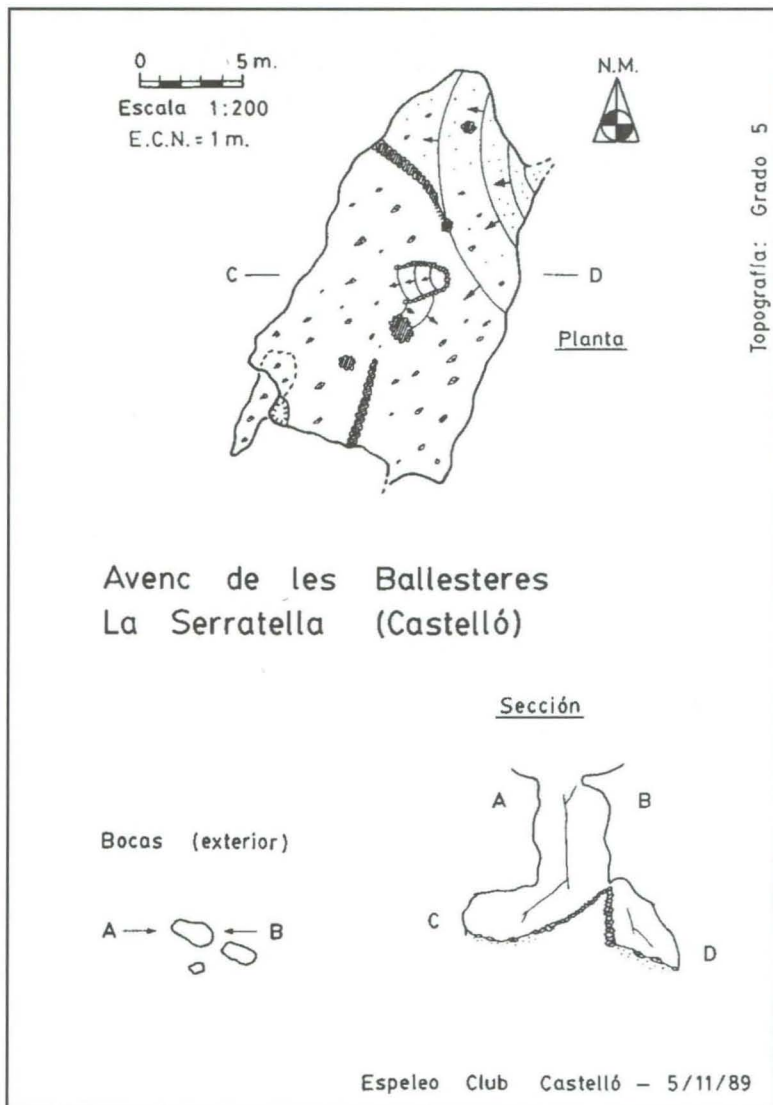 0 5 m.
Escala 1:200
E.C.N. = 1 m.
N.M.
Topografía: Grado 5
C
D
Planta
Avenc de les Ballesteres
La Serratella (Castelló)
Sección
A
B
C
D
Bocas (exterior)
A
B
Espeleo Club Castelló – 5/11/89